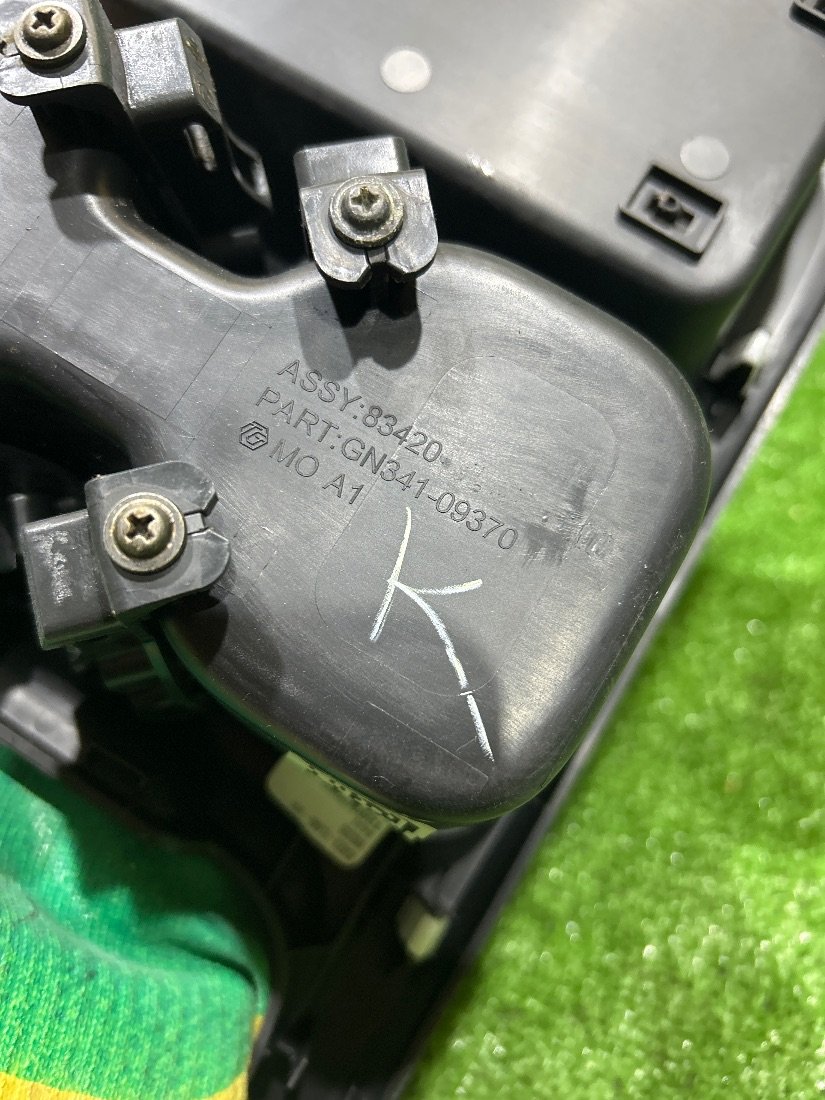 ASSY:83420-
PART:GN341-09370
MO A1
K